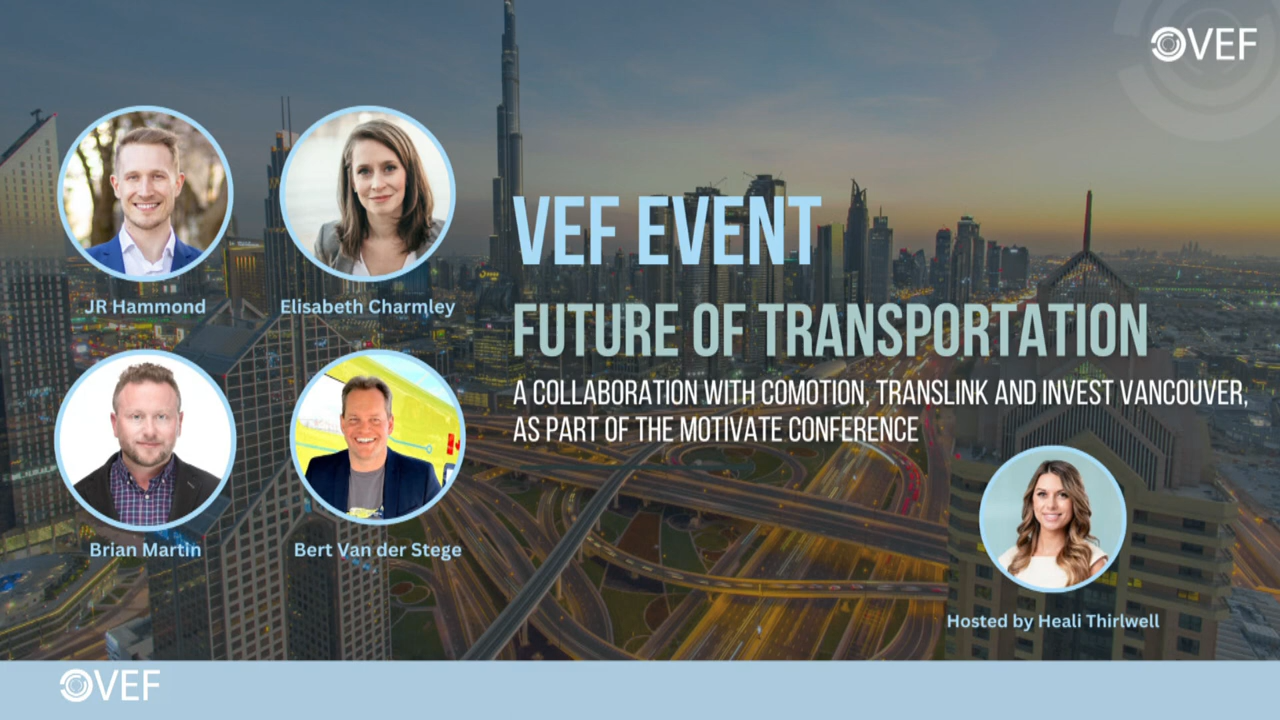 VEF
JR Hammond
Elisabeth Charmley
VEF EVENT
FUTURE OF TRANSPORTATION
A COLLABORATION WITH COMOTION, TRANSLINK AND INVEST VANCOUVER,
AS PART OF THE MOTIVATE CONFERENCE
Brian Martin
Bert Van der Stege
Hosted by Heali Thirlwell
VEF